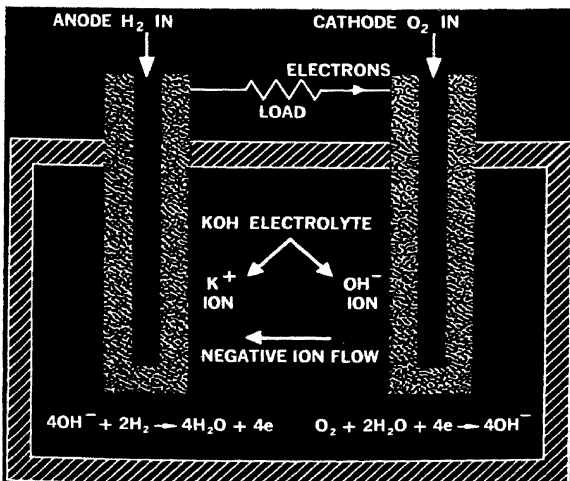 ANODE H₂ IN
CATHODE O₂ IN
ELECTRONS
LOAD
KOH ELECTROLYTE
K⁺
ION
OH⁻
ION
NEGATIVE ION FLOW
4OH⁻ + 2H₂ → 4H₂O + 4e
O₂ + 2H₂O + 4e → 4OH⁻